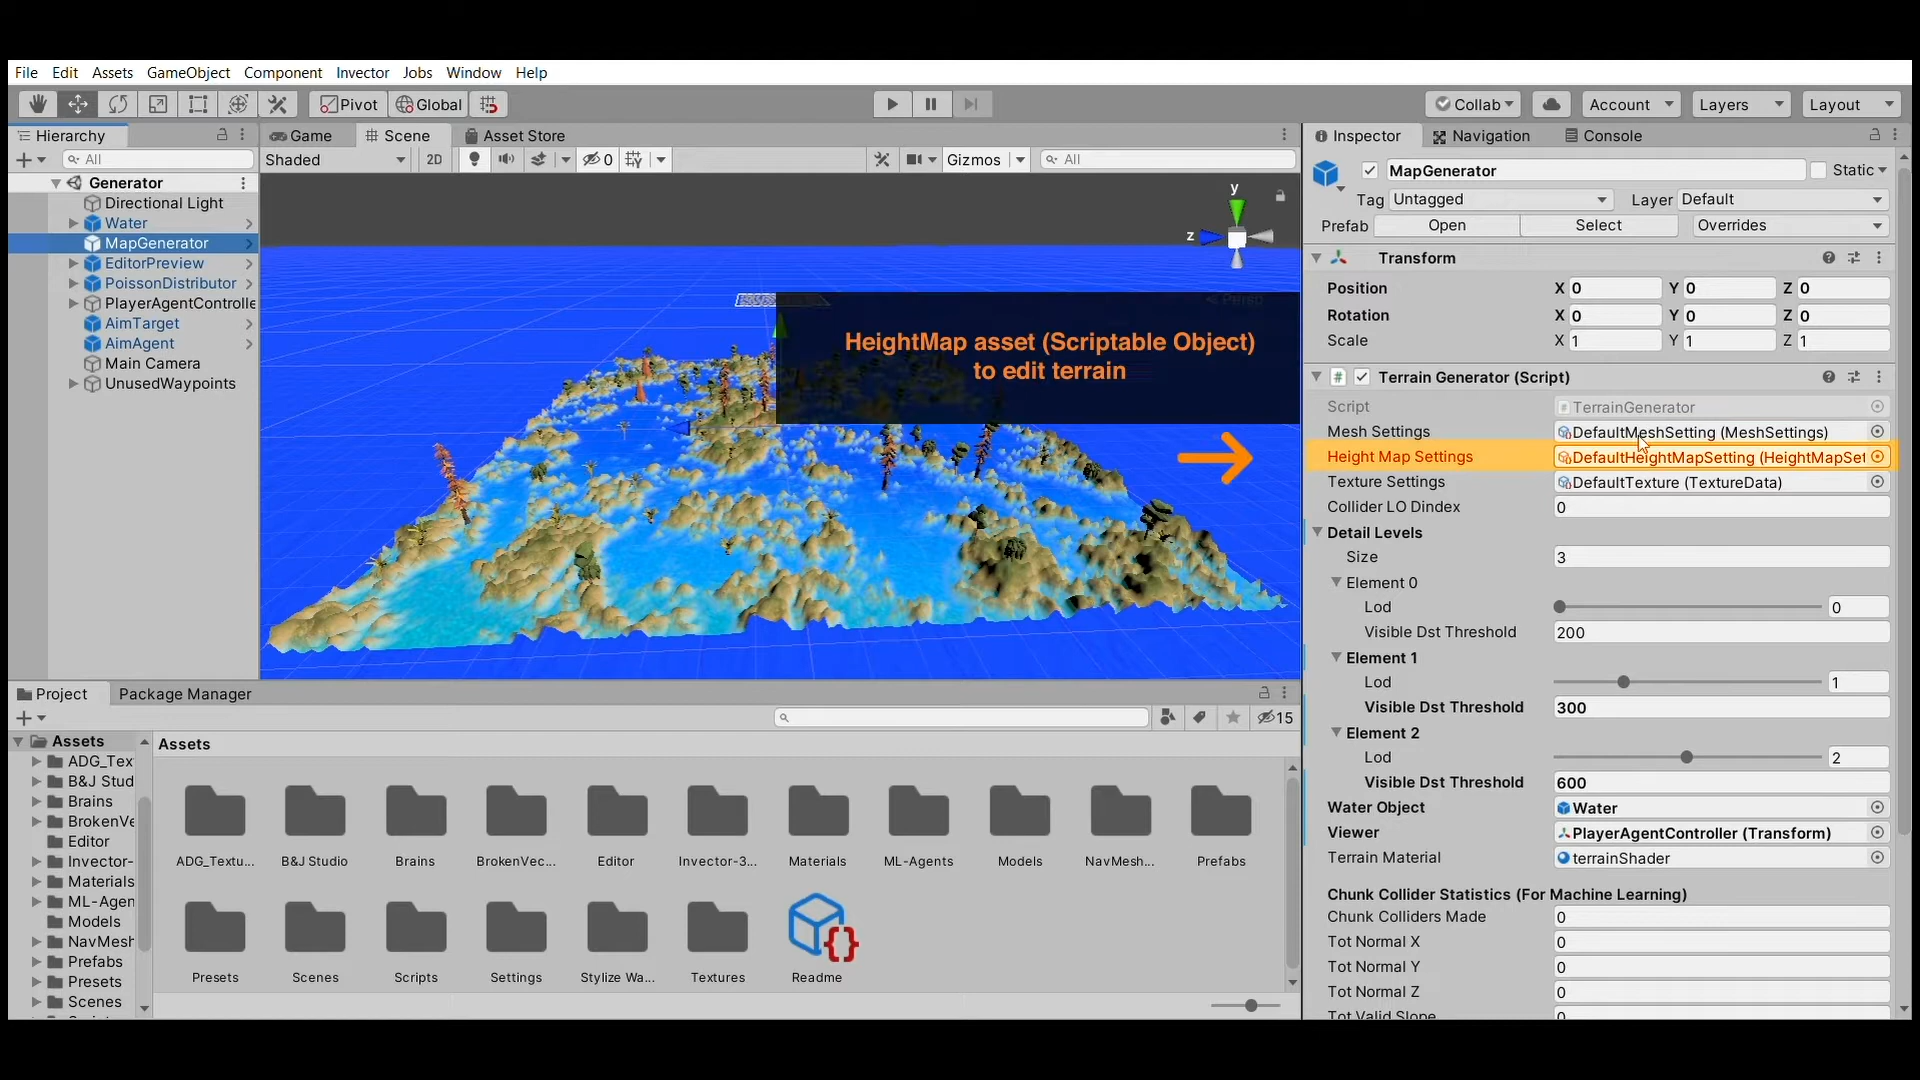 File Edit Assets GameObject Component Invector Jobs Window Help
Pivot Global Collab Account Layers Layout
Hierarchy
All
Generator
Directional Light
Water
MapGenerator
EditorPreview
PoissonDistributor
PlayerAgentControlle
AimTarget
AimAgent
Main Camera
UnusedWaypoints
Game Scene Asset Store
Shaded 2D 0 Gizmos All
y
z
Persp
HeightMap asset (Scriptable Object)
to edit terrain
Inspector Navigation Console
MapGenerator Static
Tag Untagged Layer Default
Prefab Open Select Overrides
Transform
Position X 0 Y 0 Z 0
Rotation X 0 Y 0 Z 0
Scale X 1 Y 1 Z 1
# Terrain Generator (Script)
Script # TerrainGenerator
Mesh Settings DefaultMeshSetting (MeshSettings)
Height Map Settings DefaultHeightMapSetting (HeightMapSet
Texture Settings DefaultTexture (TextureData)
Collider LO Dindex 0
Detail Levels
Size 3
Element 0
Lod 0
Visible Dst Threshold 200
Element 1
Lod 1
Visible Dst Threshold 300
Element 2
Lod 2
Visible Dst Threshold 600
Water Object Water
Viewer PlayerAgentController (Transform)
Terrain Material terrainShader
Chunk Collider Statistics (For Machine Learning)
Chunk Colliders Made 0
Tot Normal X 0
Tot Normal Y 0
Tot Normal Z 0
Tot Valid Slope 0
Project Package Manager
15
Assets
ADG_Tex
B&J Stud
Brains
BrokenVe
Editor
Invector-
Materials
ML-Agen
Models
NavMesh
Prefabs
Presets
Scenes
Assets
ADG_Textu... B&J Studio Brains BrokenVec... Editor Invector-3... Materials ML-Agents Models NavMesh... Prefabs
Presets Scenes Scripts Settings Stylize Wa... Textures Readme